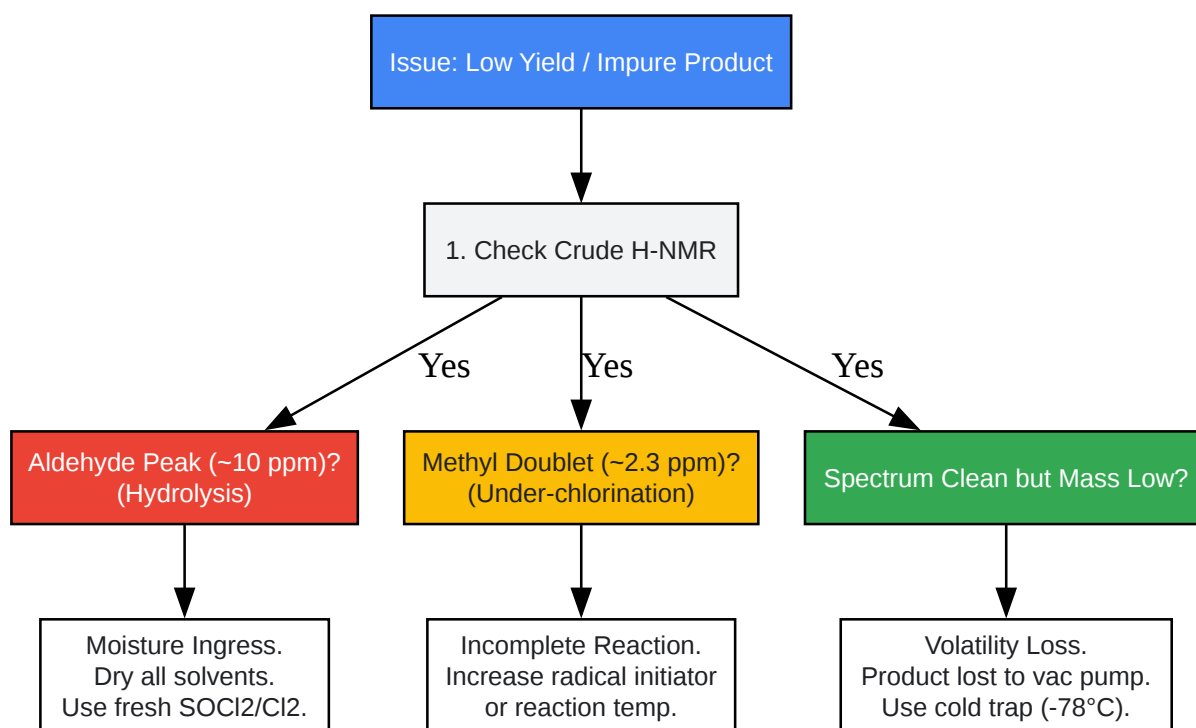 Issue: Low Yield / Impure Product
1. Check Crude H-NMR
Yes
Yes
Yes
Aldehyde Peak (~10 ppm)?
(Hydrolysis)
Methyl Doublet (~2.3 ppm)?
(Under-chlorination)
Spectrum Clean but Mass Low?
Moisture Ingress.
Dry all solvents.
Use fresh SOCl2/Cl2.
Incomplete Reaction.
Increase radical initiator
or reaction temp.
Volatility Loss.
Product lost to vac pump.
Use cold trap (-78°C).